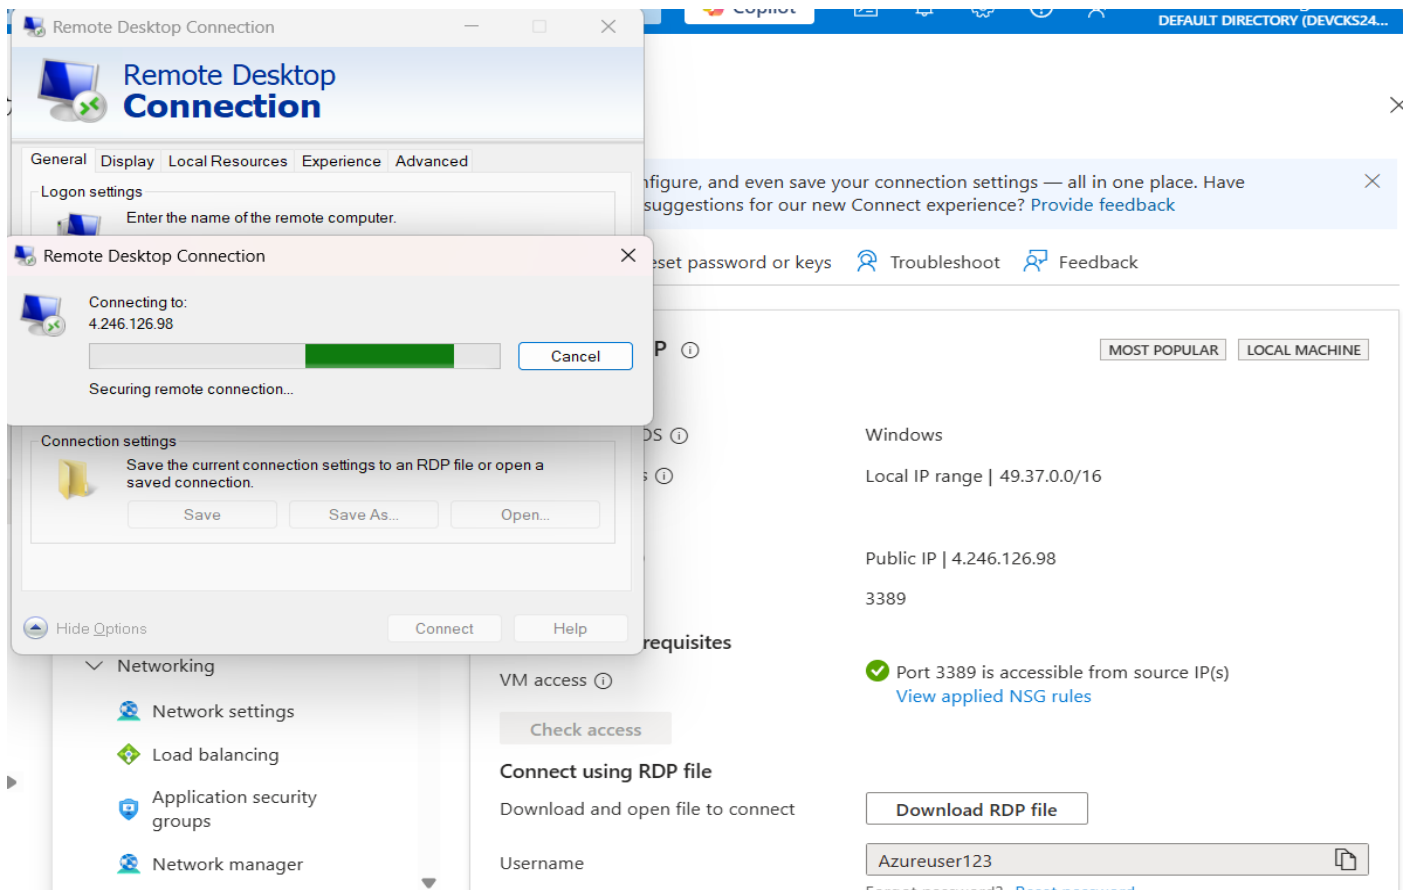 Remote Desktop Connection
Copilot
DEFAULT DIRECTORY (DEVCKS24...
Remote Desktop
Connection
General Display Local Resources Experience Advanced
Logon settings
Enter the name of the remote computer.
figure, and even save your connection settings — all in one place. Have
suggestions for our new Connect experience? Provide feedback
Remote Desktop Connection
eset password or keys Troubleshoot Feedback
Connecting to:
4.246.126.98
Cancel
Securing remote connection...
P
MOST POPULAR LOCAL MACHINE
OS
Windows
s
Local IP range | 49.37.0.0/16
Connection settings
Save the current connection settings to an RDP file or open a
saved connection.
Save Save As... Open...
Public IP | 4.246.126.98
3389
Hide Options Connect Help
requisites
Networking
VM access
Port 3389 is accessible from source IP(s)
View applied NSG rules
Network settings
Check access
Load balancing
Connect using RDP file
Application security
groups
Download and open file to connect
Download RDP file
Network manager
Username
Azureuser123
Forgot password? Reset password